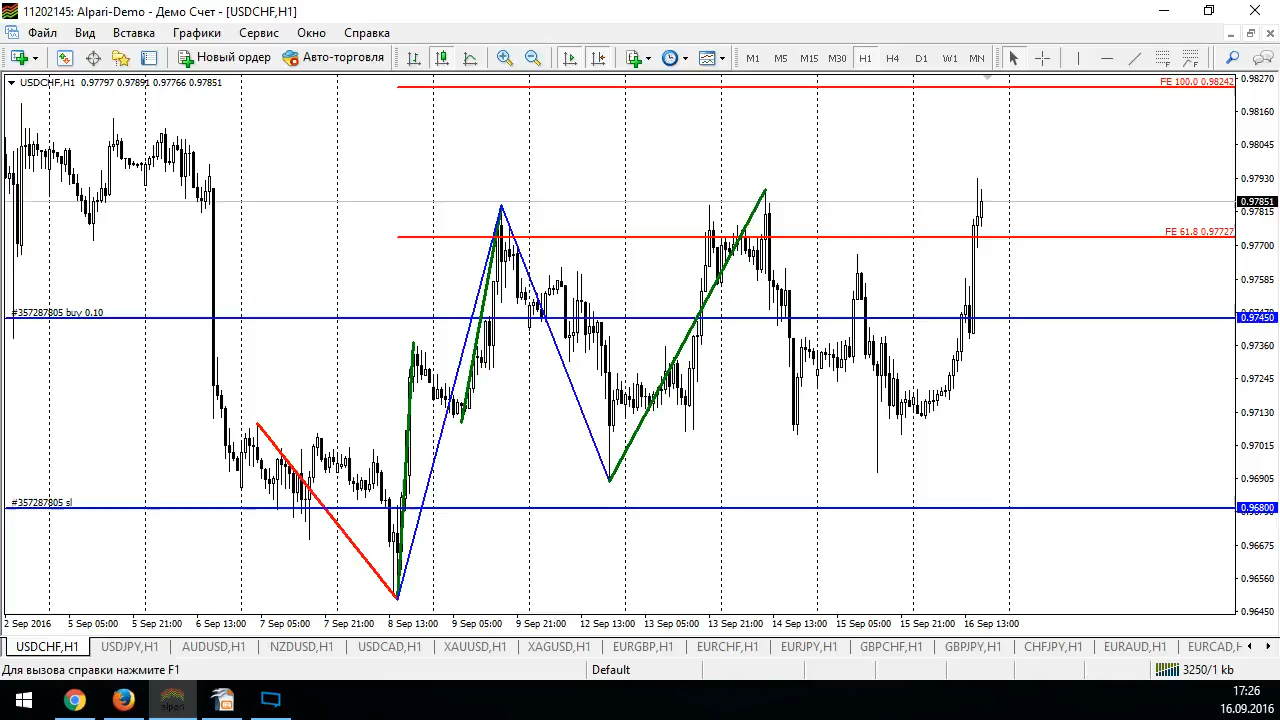 11202145: Alpari-Demo - Демо Счет - [USDCHF,H1]
Файл Вид Вставка Графики Сервис Окно Справка
Новый ордер Авто-торговля M1 M5 M15 M30 H1 H4 D1 W1 MN
USDCHF,H1 0.97797 0.97891 0.97766 0.97851
FE 100.0 0.98242
FE 61.8 0.97727
#357287805 buy 0.10
#357287805 sl
0.98270
0.98160
0.98045
0.97930
0.97851
0.97815
0.97700
0.97585
0.97450
0.97360
0.97245
0.97130
0.97015
0.96905
0.96800
0.96675
0.96560
0.96450
2 Sep 2016 5 Sep 05:00 5 Sep 21:00 6 Sep 13:00 7 Sep 05:00 7 Sep 21:00 8 Sep 13:00 9 Sep 05:00 9 Sep 21:00 12 Sep 13:00 13 Sep 05:00 13 Sep 21:00 14 Sep 13:00 15 Sep 05:00 15 Sep 21:00 16 Sep 13:00
USDCHF,H1 USDJPY,H1 AUDUSD,H1 NZDUSD,H1 USDCAD,H1 XAUUSD,H1 XAGUSD,H1 EURGBP,H1 EURCHF,H1 EURJPY,H1 GBPCHF,H1 GBPJPY,H1 CHFJPY,H1 EURAUD,H1 EURCAD,H
Для вызова справки нажмите F1 Default 3250/1 kb
alpari
17:26
16.09.2016